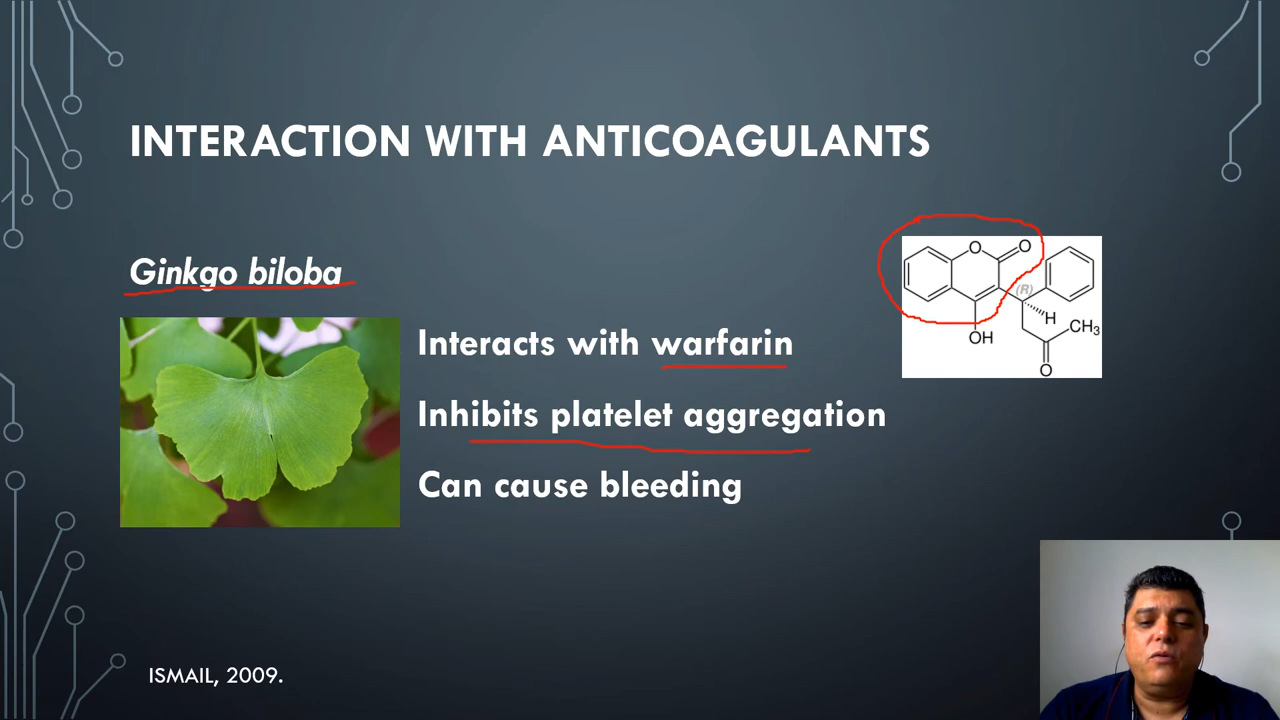 INTERACTION WITH ANTICOAGULANTS
Ginkgo biloba
Interacts with warfarin
Inhibits platelet aggregation
Can cause bleeding
O
O
(R)
H
OH
CH3
O
ISMAIL, 2009.